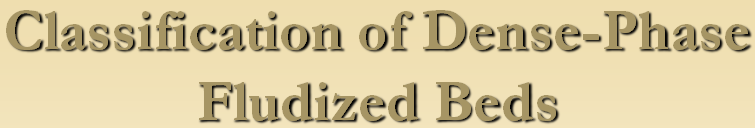 Classification of Dense-Phase
Fludized Beds